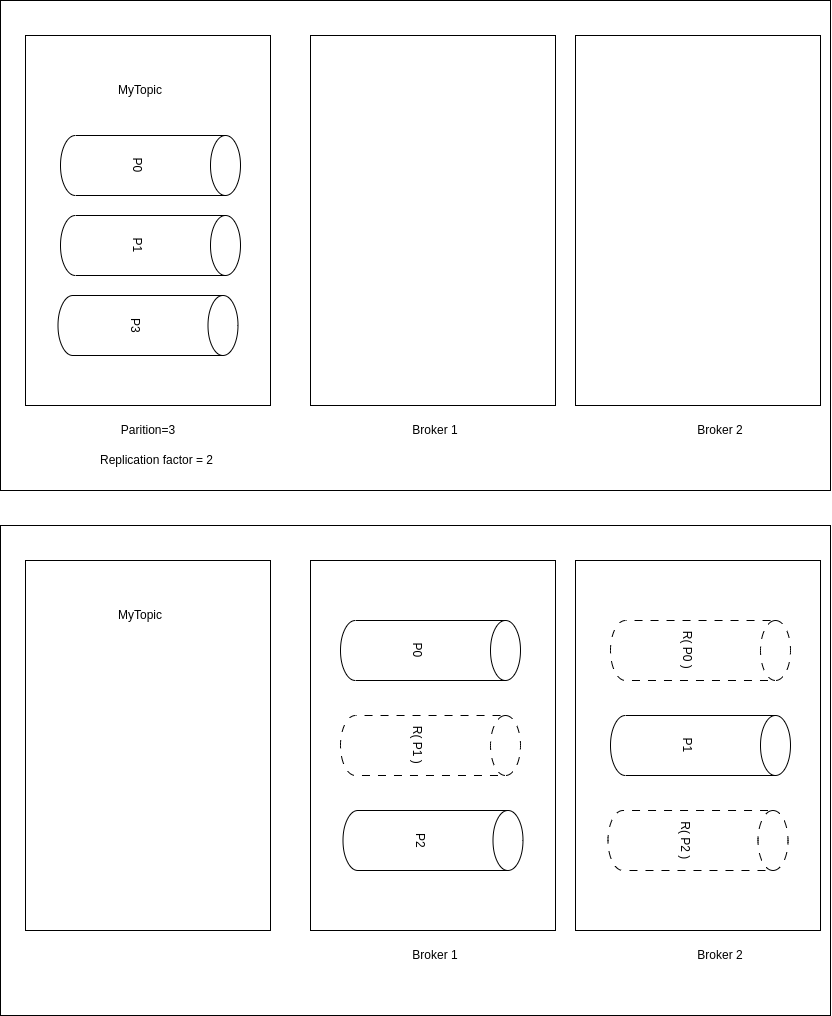 MyTopic
P0
P1
P3
Parition=3
Replication factor = 2
Broker 1
Broker 2
MyTopic
P0
R( P1 )
P2
Broker 1
R( P0 )
P1
R( P2 )
Broker 2